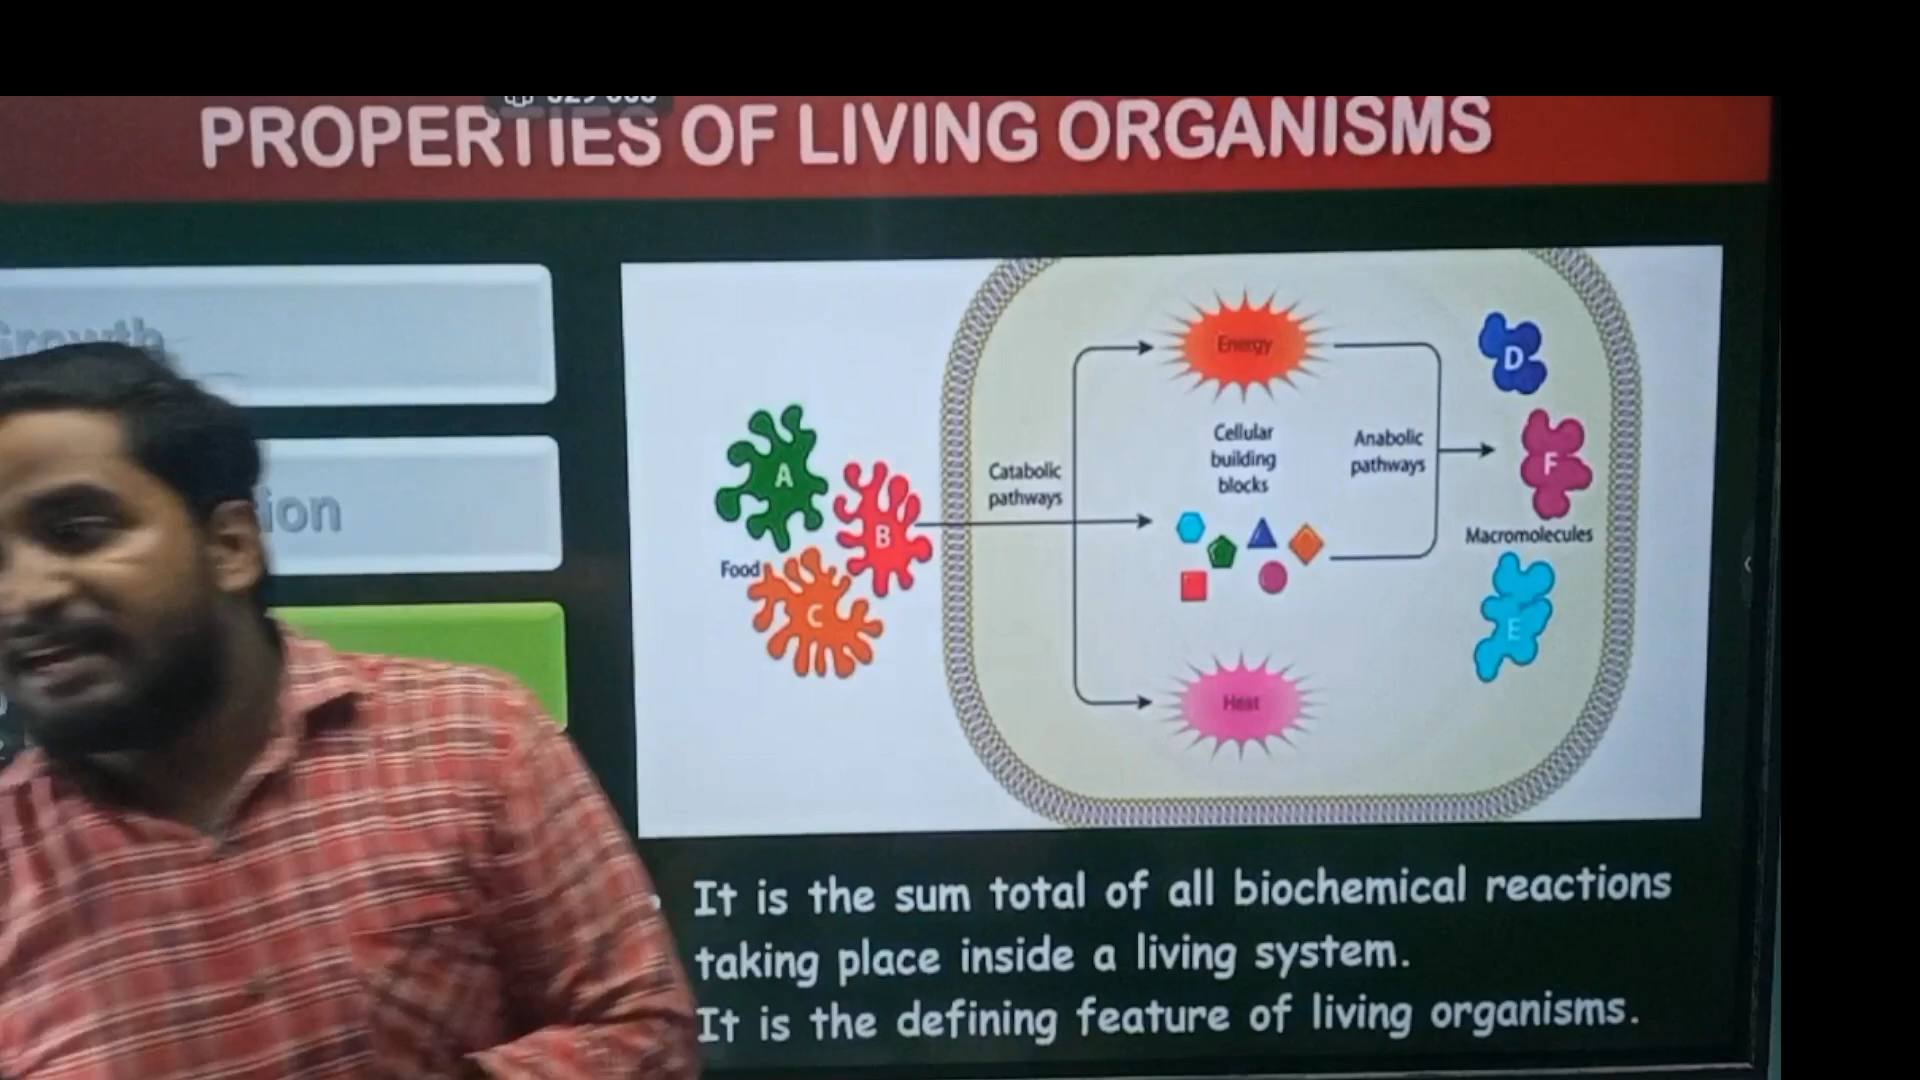 PROPERTIES OF LIVING ORGANISMS
Growth
ion
Energy
Cellular
building
blocks
Anabolic
pathways
Catabolic
pathways
A
B
C
Food
D
F
Macromolecules
E
Heat
It is the sum total of all biochemical reactions
taking place inside a living system.
It is the defining feature of living organisms.